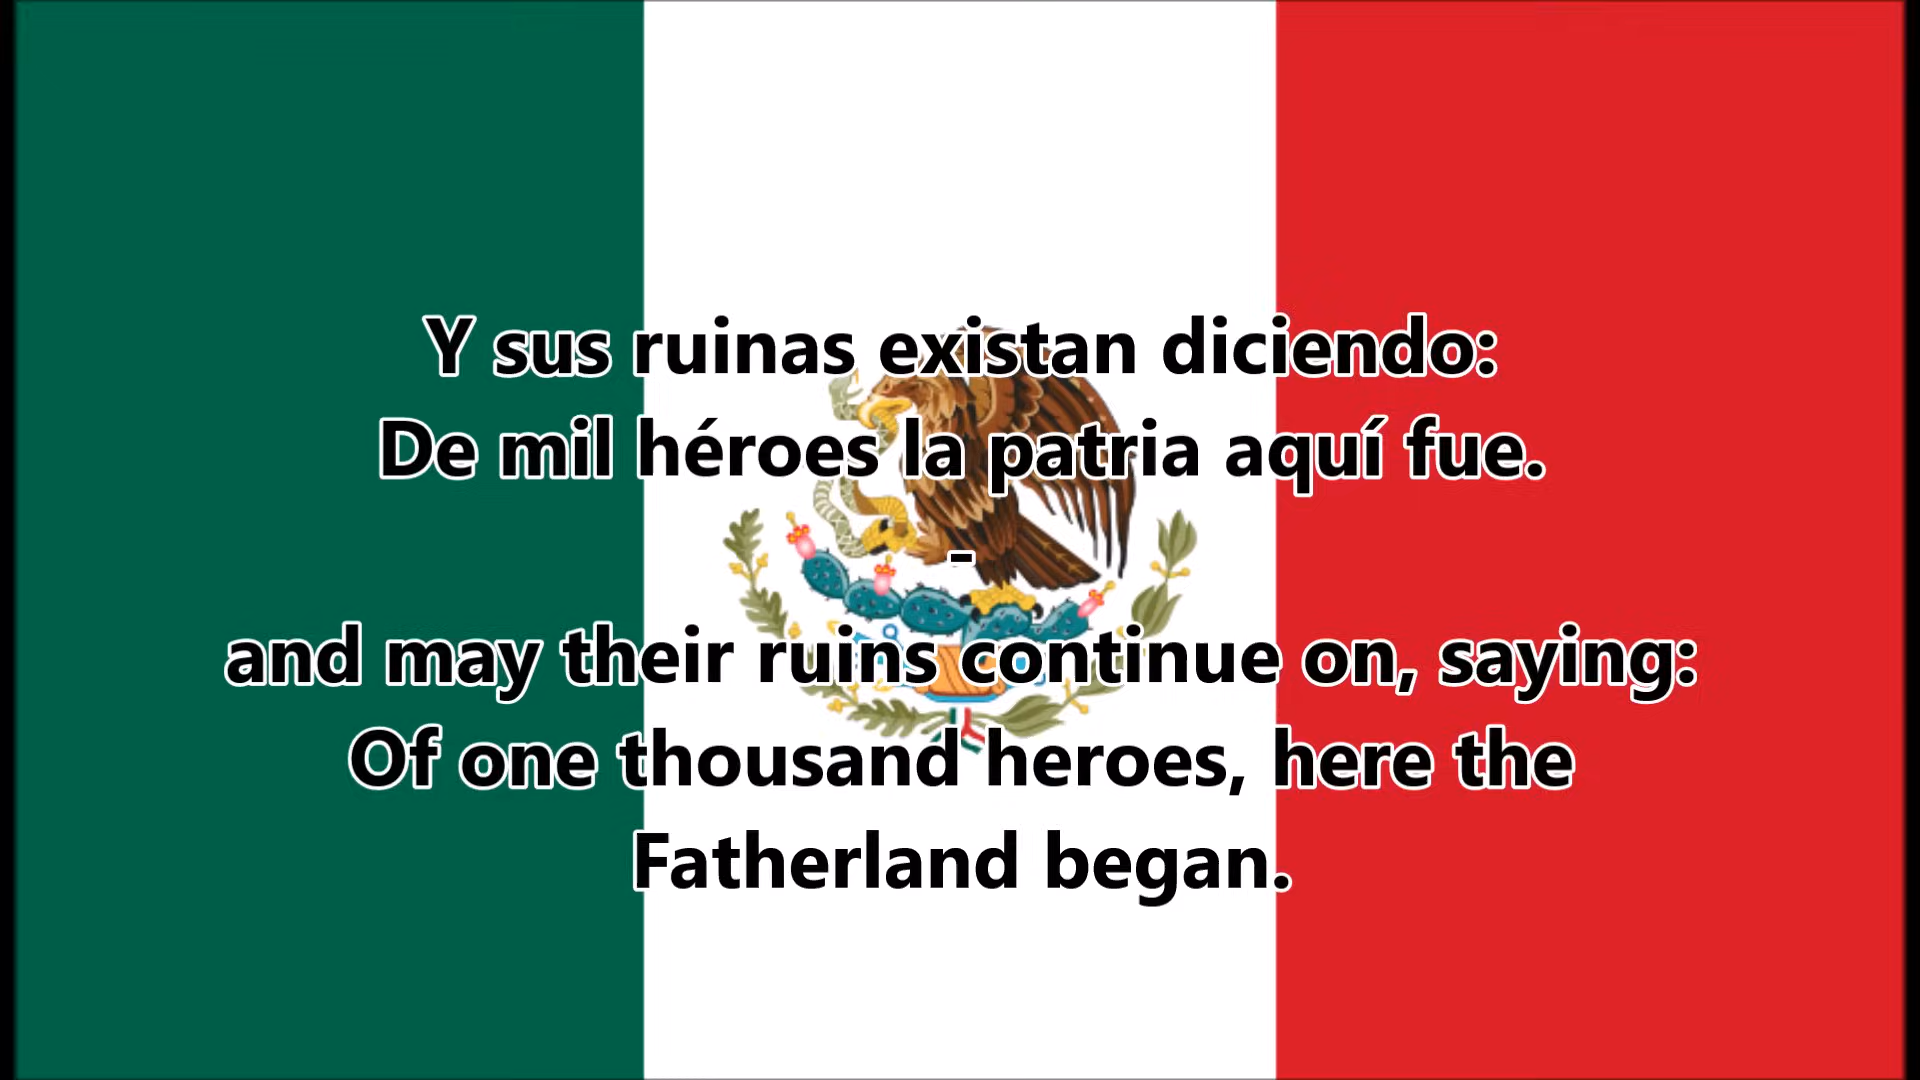 Y sus ruinas existan diciendo:
De mil héroes la patria aquí fue.
-
and may their ruins continue on, saying:
Of one thousand heroes, here the
Fatherland began.